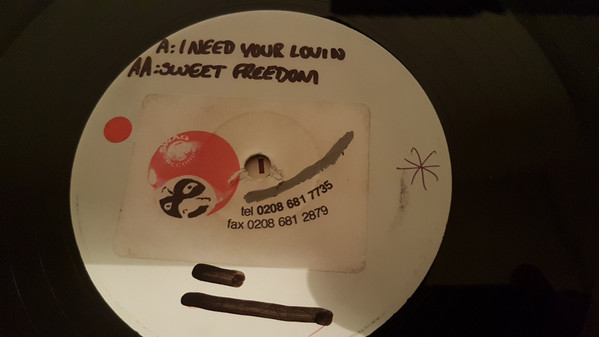 A: I NEED YOUR LOVIN
AA: SWEET FREEDOM
tel 0208 681 7735
fax 0208 681 2879